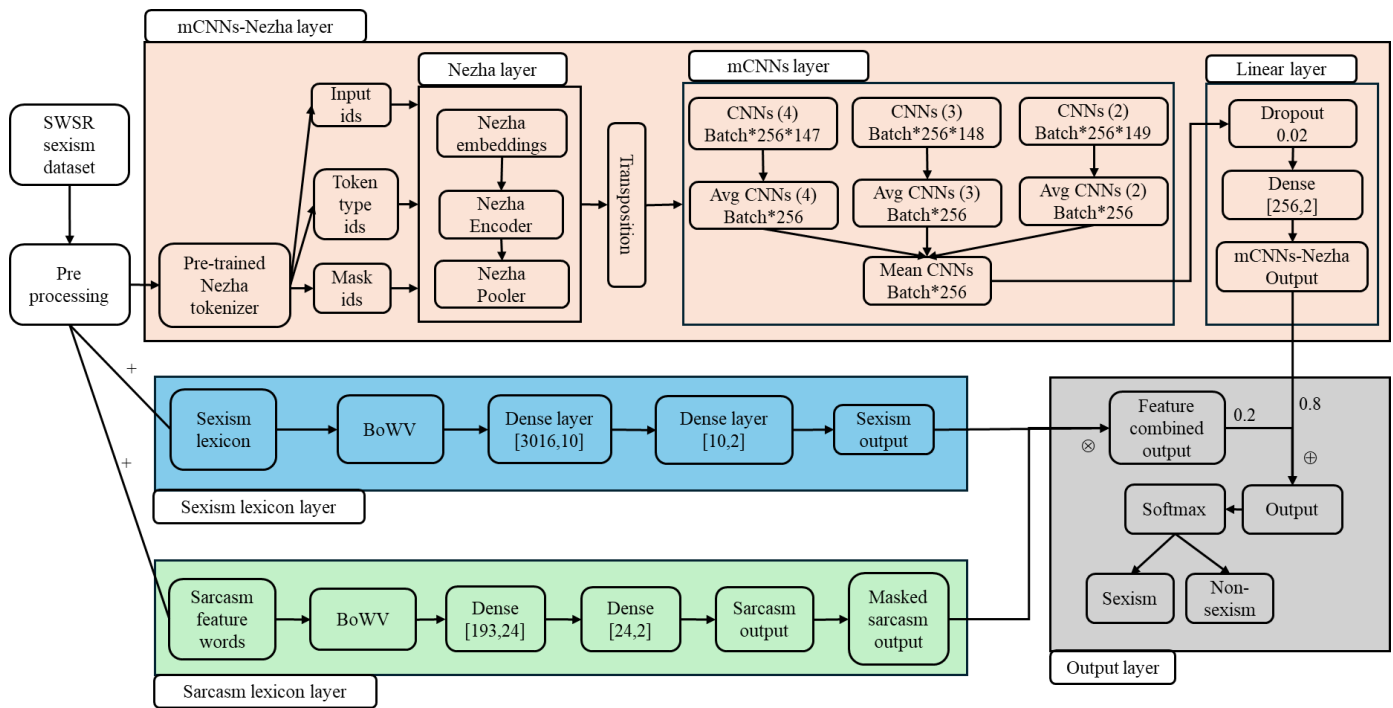 mCNNs-Nezha layer
SWSR
sexism
dataset
Pre
processing
Pre-trained
Nezha
tokenizer
Input
ids
Token
type
ids
Mask
ids
Nezha layer
Nezha
embeddings
Nezha
Encoder
Nezha
Pooler
Transposition
mCNNs layer
CNNs (4)
Batch*256*147
CNNs (3)
Batch*256*148
CNNs (2)
Batch*256*149
Avg CNNs (4)
Batch*256
Avg CNNs (3)
Batch*256
Avg CNNs (2)
Batch*256
Mean CNNs
Batch*256
Linear layer
Dropout
0.02
Dense
[256,2]
mCNNs-Nezha
Output
+
Sexism
lexicon
BoWV
Dense layer
[3016,10]
Dense layer
[10,2]
Sexism
output
Sexism lexicon layer
+
Sarcasm
feature
words
BoWV
Dense
[193,24]
Dense
[24,2]
Sarcasm
output
Masked
sarcasm
output
Sarcasm lexicon layer
⊗
Feature
combined
output
0.2
0.8
⊕
Output
Softmax
Sexism
Non-
sexism
Output layer